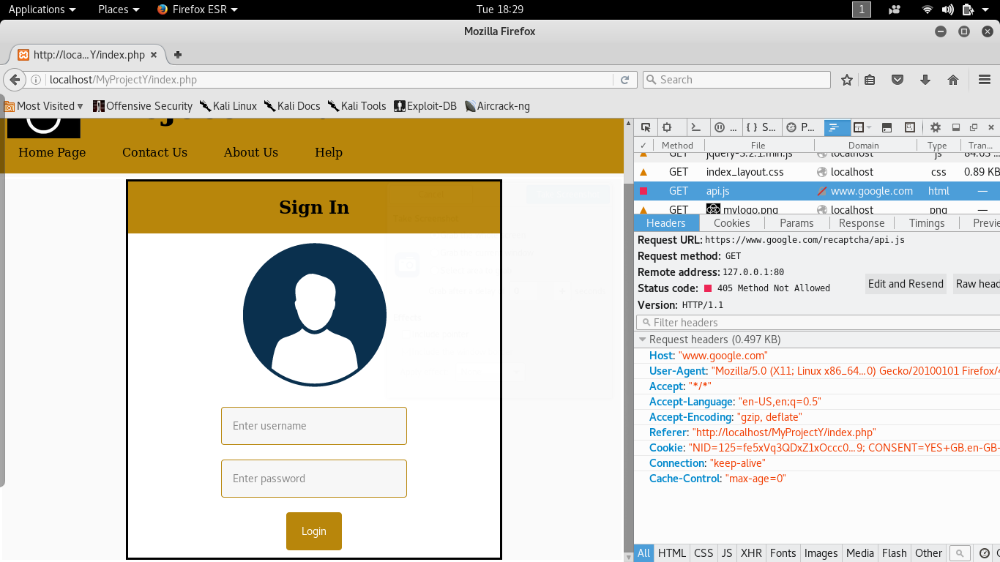 Applications Places Firefox ESR Tue 18:29 1
Mozilla Firefox
http://loca...Y/index.php
localhost/MyProjectY/index.php Search
Most Visited Offensive Security Kali Linux Kali Docs Kali Tools Exploit-DB Aircrack-ng
Home Page Contact Us About Us Help
Sign In
Enter username
Enter password
Login
... S... P...
✓ Method File Domain Type Tran...
GET jquery-3.2.1.min.js localhost js
GET index_layout.css localhost css 0.89 KB
GET api.js www.google.com html —
GET mylogo.png localhost png —
Headers Cookies Params Response Timings Previe
Request URL: https://www.google.com/recaptcha/api.js
Request method: GET
Remote address: 127.0.0.1:80
Status code: 405 Method Not Allowed Edit and Resend Raw head
Version: HTTP/1.1
Filter headers
Request headers (0.497 KB)
Host: "www.google.com"
User-Agent: "Mozilla/5.0 (X11; Linux x86_64...0) Gecko/20100101 Firefox/4
Accept: "*/*"
Accept-Language: "en-US,en;q=0.5"
Accept-Encoding: "gzip, deflate"
Referer: "http://localhost/MyProjectY/index.php"
Cookie: "NID=125=fe5xVq3QDxZ1xOccc0...9; CONSENT=YES+GB.en-GB-
Connection: "keep-alive"
Cache-Control: "max-age=0"
All HTML CSS JS XHR Fonts Images Media Flash Other